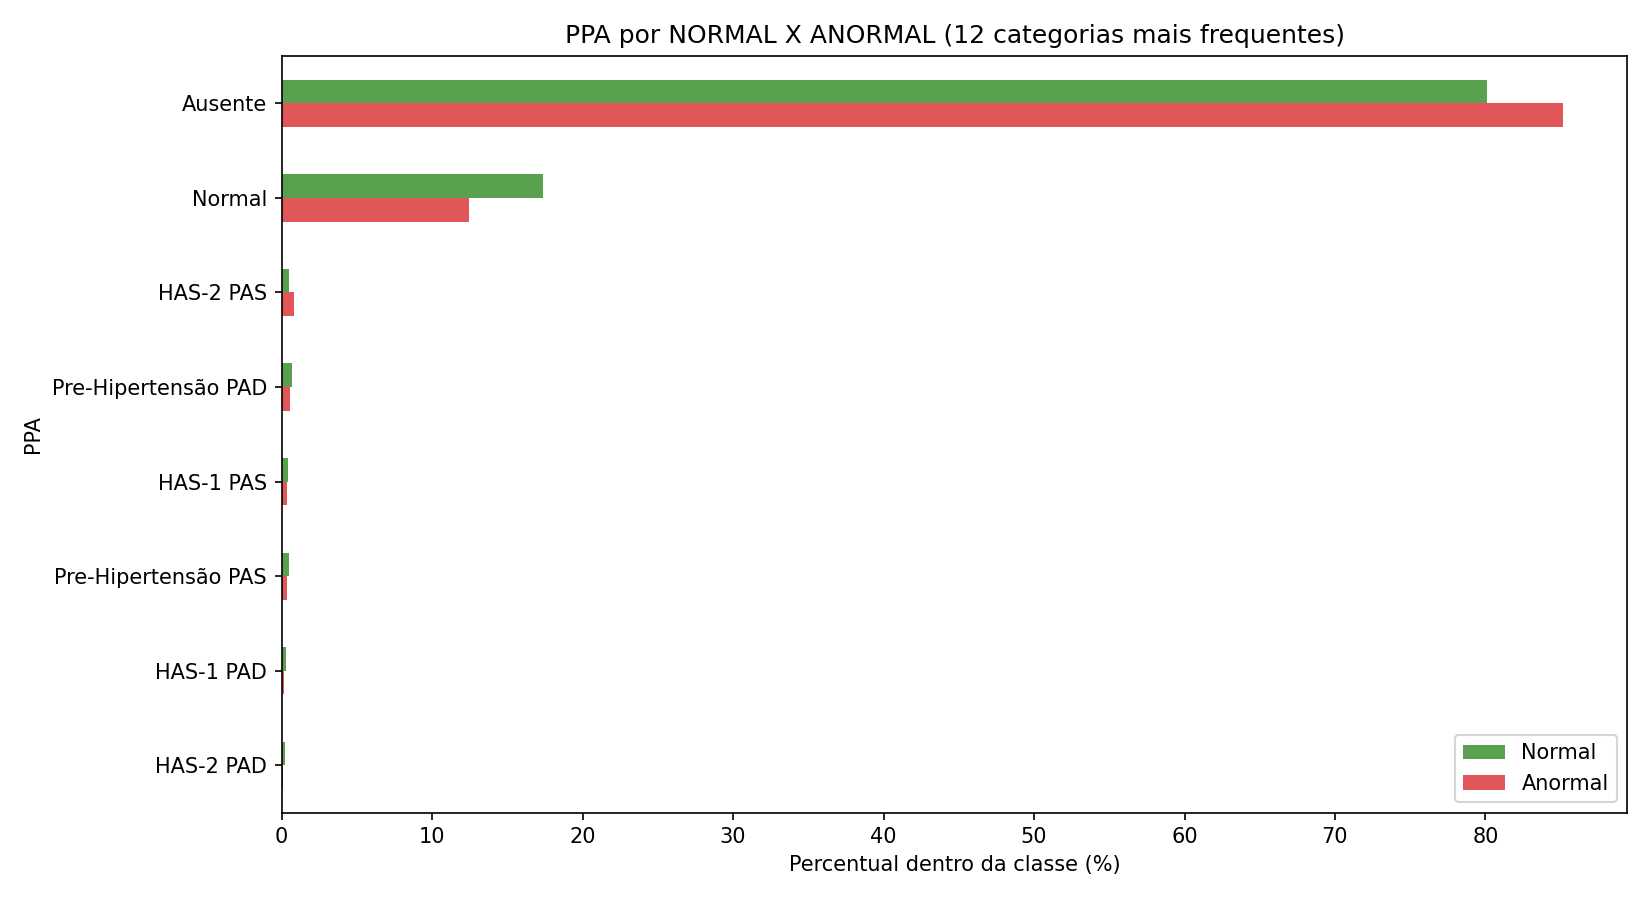 PPA por NORMAL X ANORMAL (12 categorias mais frequentes)
PPA
Ausente
Normal
HAS-2 PAS
Pre-Hipertensão PAD
HAS-1 PAS
Pre-Hipertensão PAS
HAS-1 PAD
HAS-2 PAD
Normal
Anormal
0 10 20 30 40 50 60 70 80
Percentual dentro da classe (%)